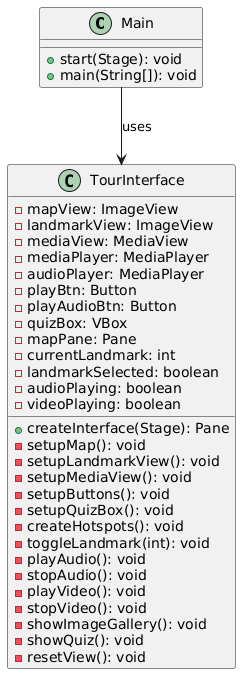 C Main
start(Stage): void
main(String[]): void
uses
C TourInterface
mapView: ImageView
landmarkView: ImageView
mediaView: MediaView
mediaPlayer: MediaPlayer
audioPlayer: MediaPlayer
playBtn: Button
playAudioBtn: Button
quizBox: VBox
mapPane: Pane
currentLandmark: int
landmarkSelected: boolean
audioPlaying: boolean
videoPlaying: boolean
createInterface(Stage): Pane
setupMap(): void
setupLandmarkView(): void
setupMediaView(): void
setupButtons(): void
setupQuizBox(): void
createHotspots(): void
toggleLandmark(int): void
playAudio(): void
stopAudio(): void
playVideo(): void
stopVideo(): void
showImageGallery(): void
showQuiz(): void
resetView(): void